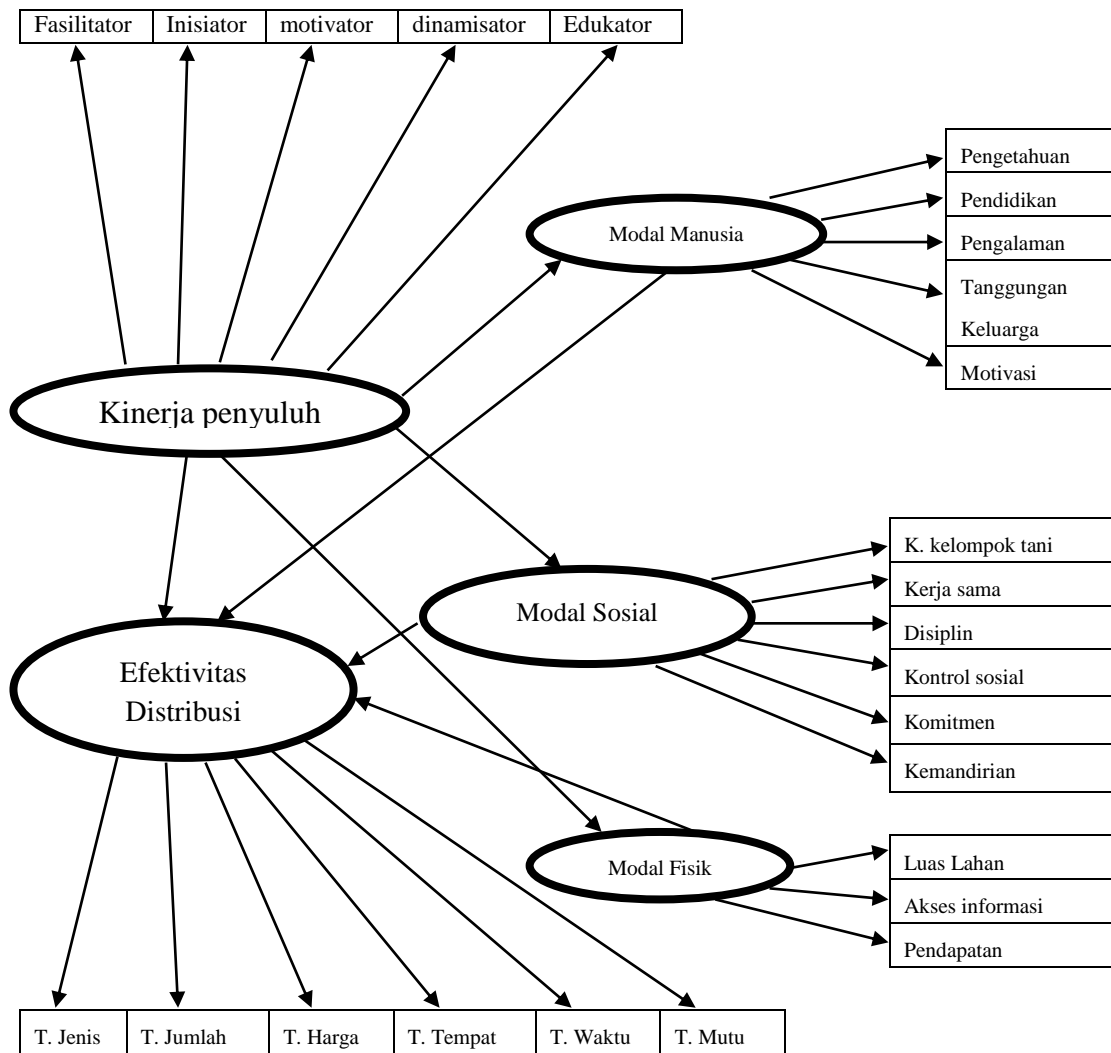 Fasilitator Inisiator motivator dinamisator Edukator
Pengetahuan
Pendidikan
Pengalaman
Tanggungan
Keluarga
Motivasi
Modal Manusia
Kinerja penyuluh
K. kelompok tani
Kerja sama
Disiplin
Kontrol sosial
Komitmen
Kemandirian
Modal Sosial
Efektivitas
Distribusi
Modal Fisik
Luas Lahan
Akses informasi
Pendapatan
T. Jenis T. Jumlah T. Harga T. Tempat T. Waktu T. Mutu